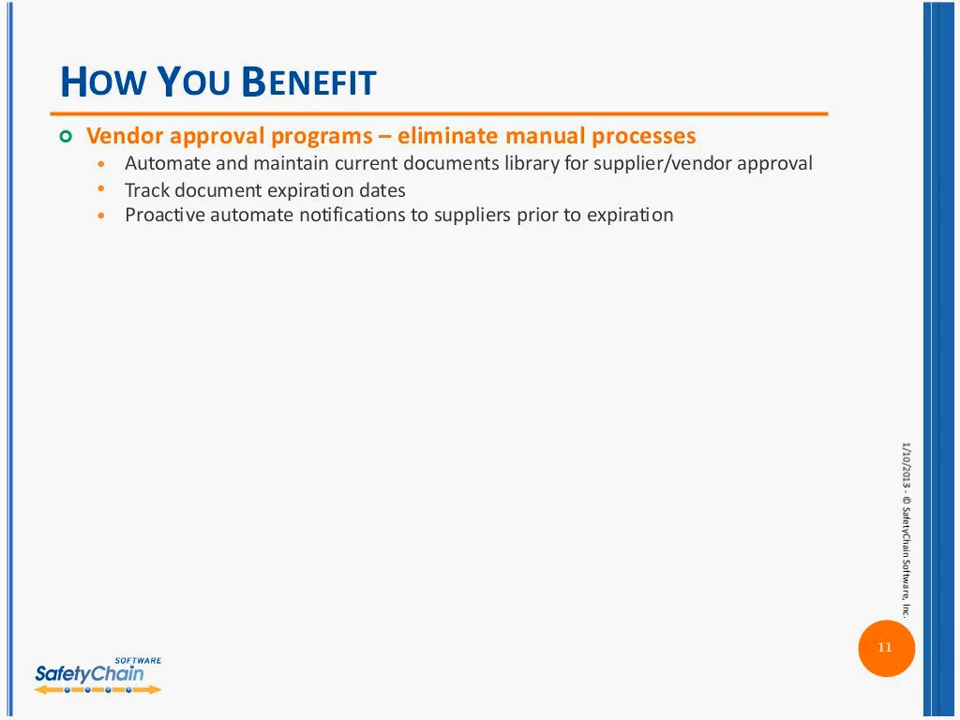 HOW YOU BENEFIT
Vendor approval programs – eliminate manual processes
Automate and maintain current documents library for supplier/vendor approval
Track document expiration dates
Proactive automate notifications to suppliers prior to expiration
1/10/2013 - © SafetyChain Software, Inc.
11
SOFTWARE
SafetyChain